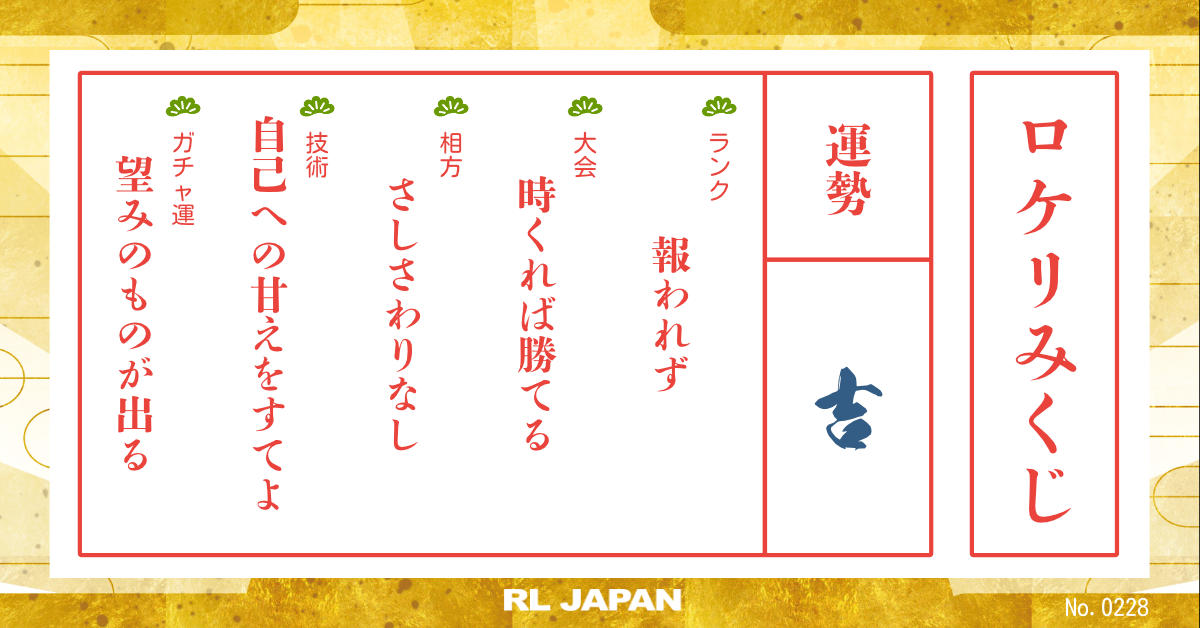 ロケリみくじ
運勢
吉
ランク
報われず
大会
時くれば勝てる
相方
さしさわりなし
技術
自己への甘えをすてよ
ガチャ運
望みのものが出る
RL JAPAN
No. 0228